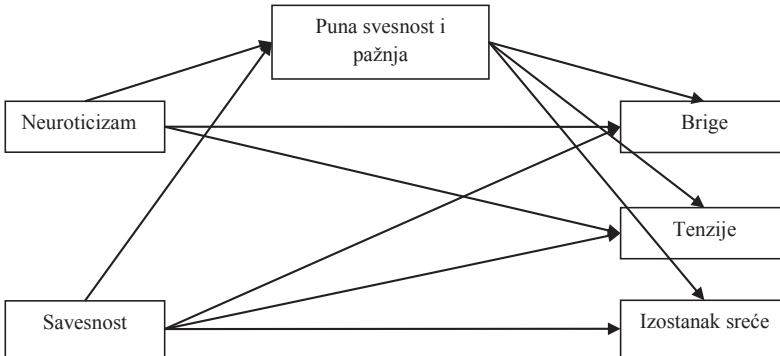 Puna svesnost i
pažnja
Neuroticizam
Brige
Tenzije
Savesnost
Izostanak sreće